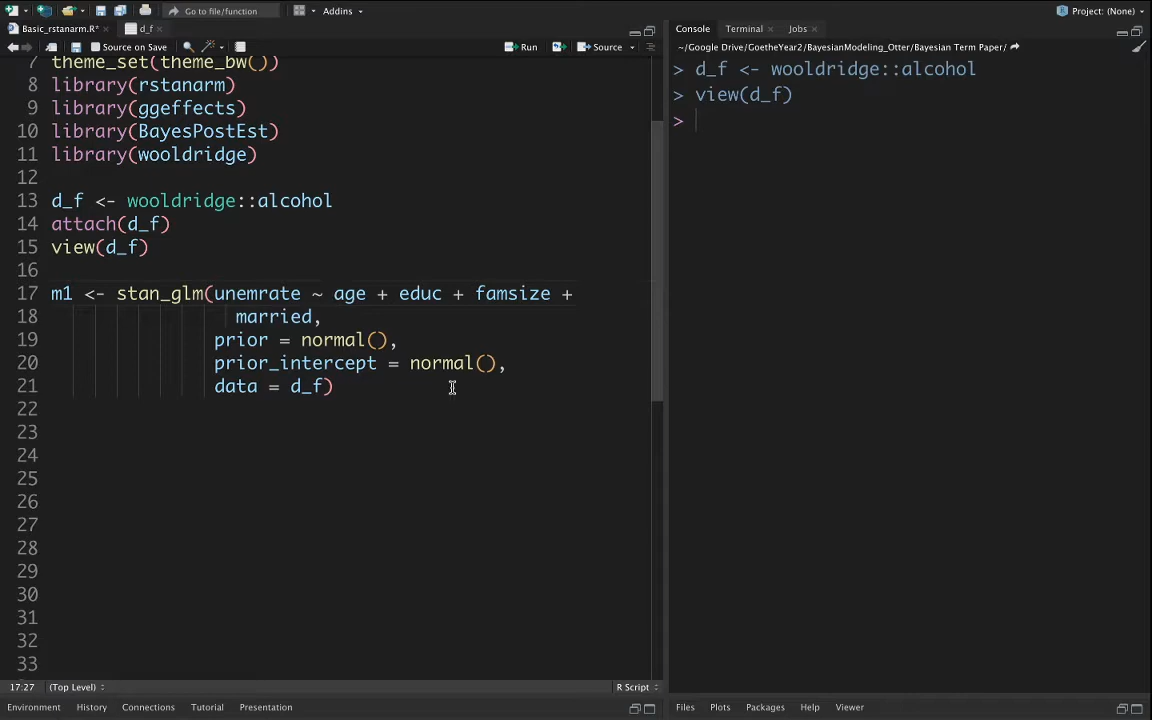 Go to file/function
Addins
Project: (None)
Basic_rstanarm.R*
d_f
Source on Save
Run
Source
7 theme_set(theme_bw())
8 library(rstanarm)
9 library(ggeffects)
10 library(BayesPostEst)
11 library(wooldridge)
12
13 d_f <- wooldridge::alcohol
14 attach(d_f)
15 view(d_f)
16
17 m1 <- stan_glm(unemrate ~ age + educ + famsize +
18 married,
19 prior = normal(),
20 prior_intercept = normal(),
21 data = d_f)
22
23
24
25
26
27
28
29
30
31
32
33
17:27 (Top Level) R Script
Environment History Connections Tutorial Presentation
Console Terminal Jobs
~/Google Drive/GoetheYear2/BayesianModeling_Otter/Bayesian Term Paper/
> d_f <- wooldridge::alcohol
> view(d_f)
>
Files Plots Packages Help Viewer